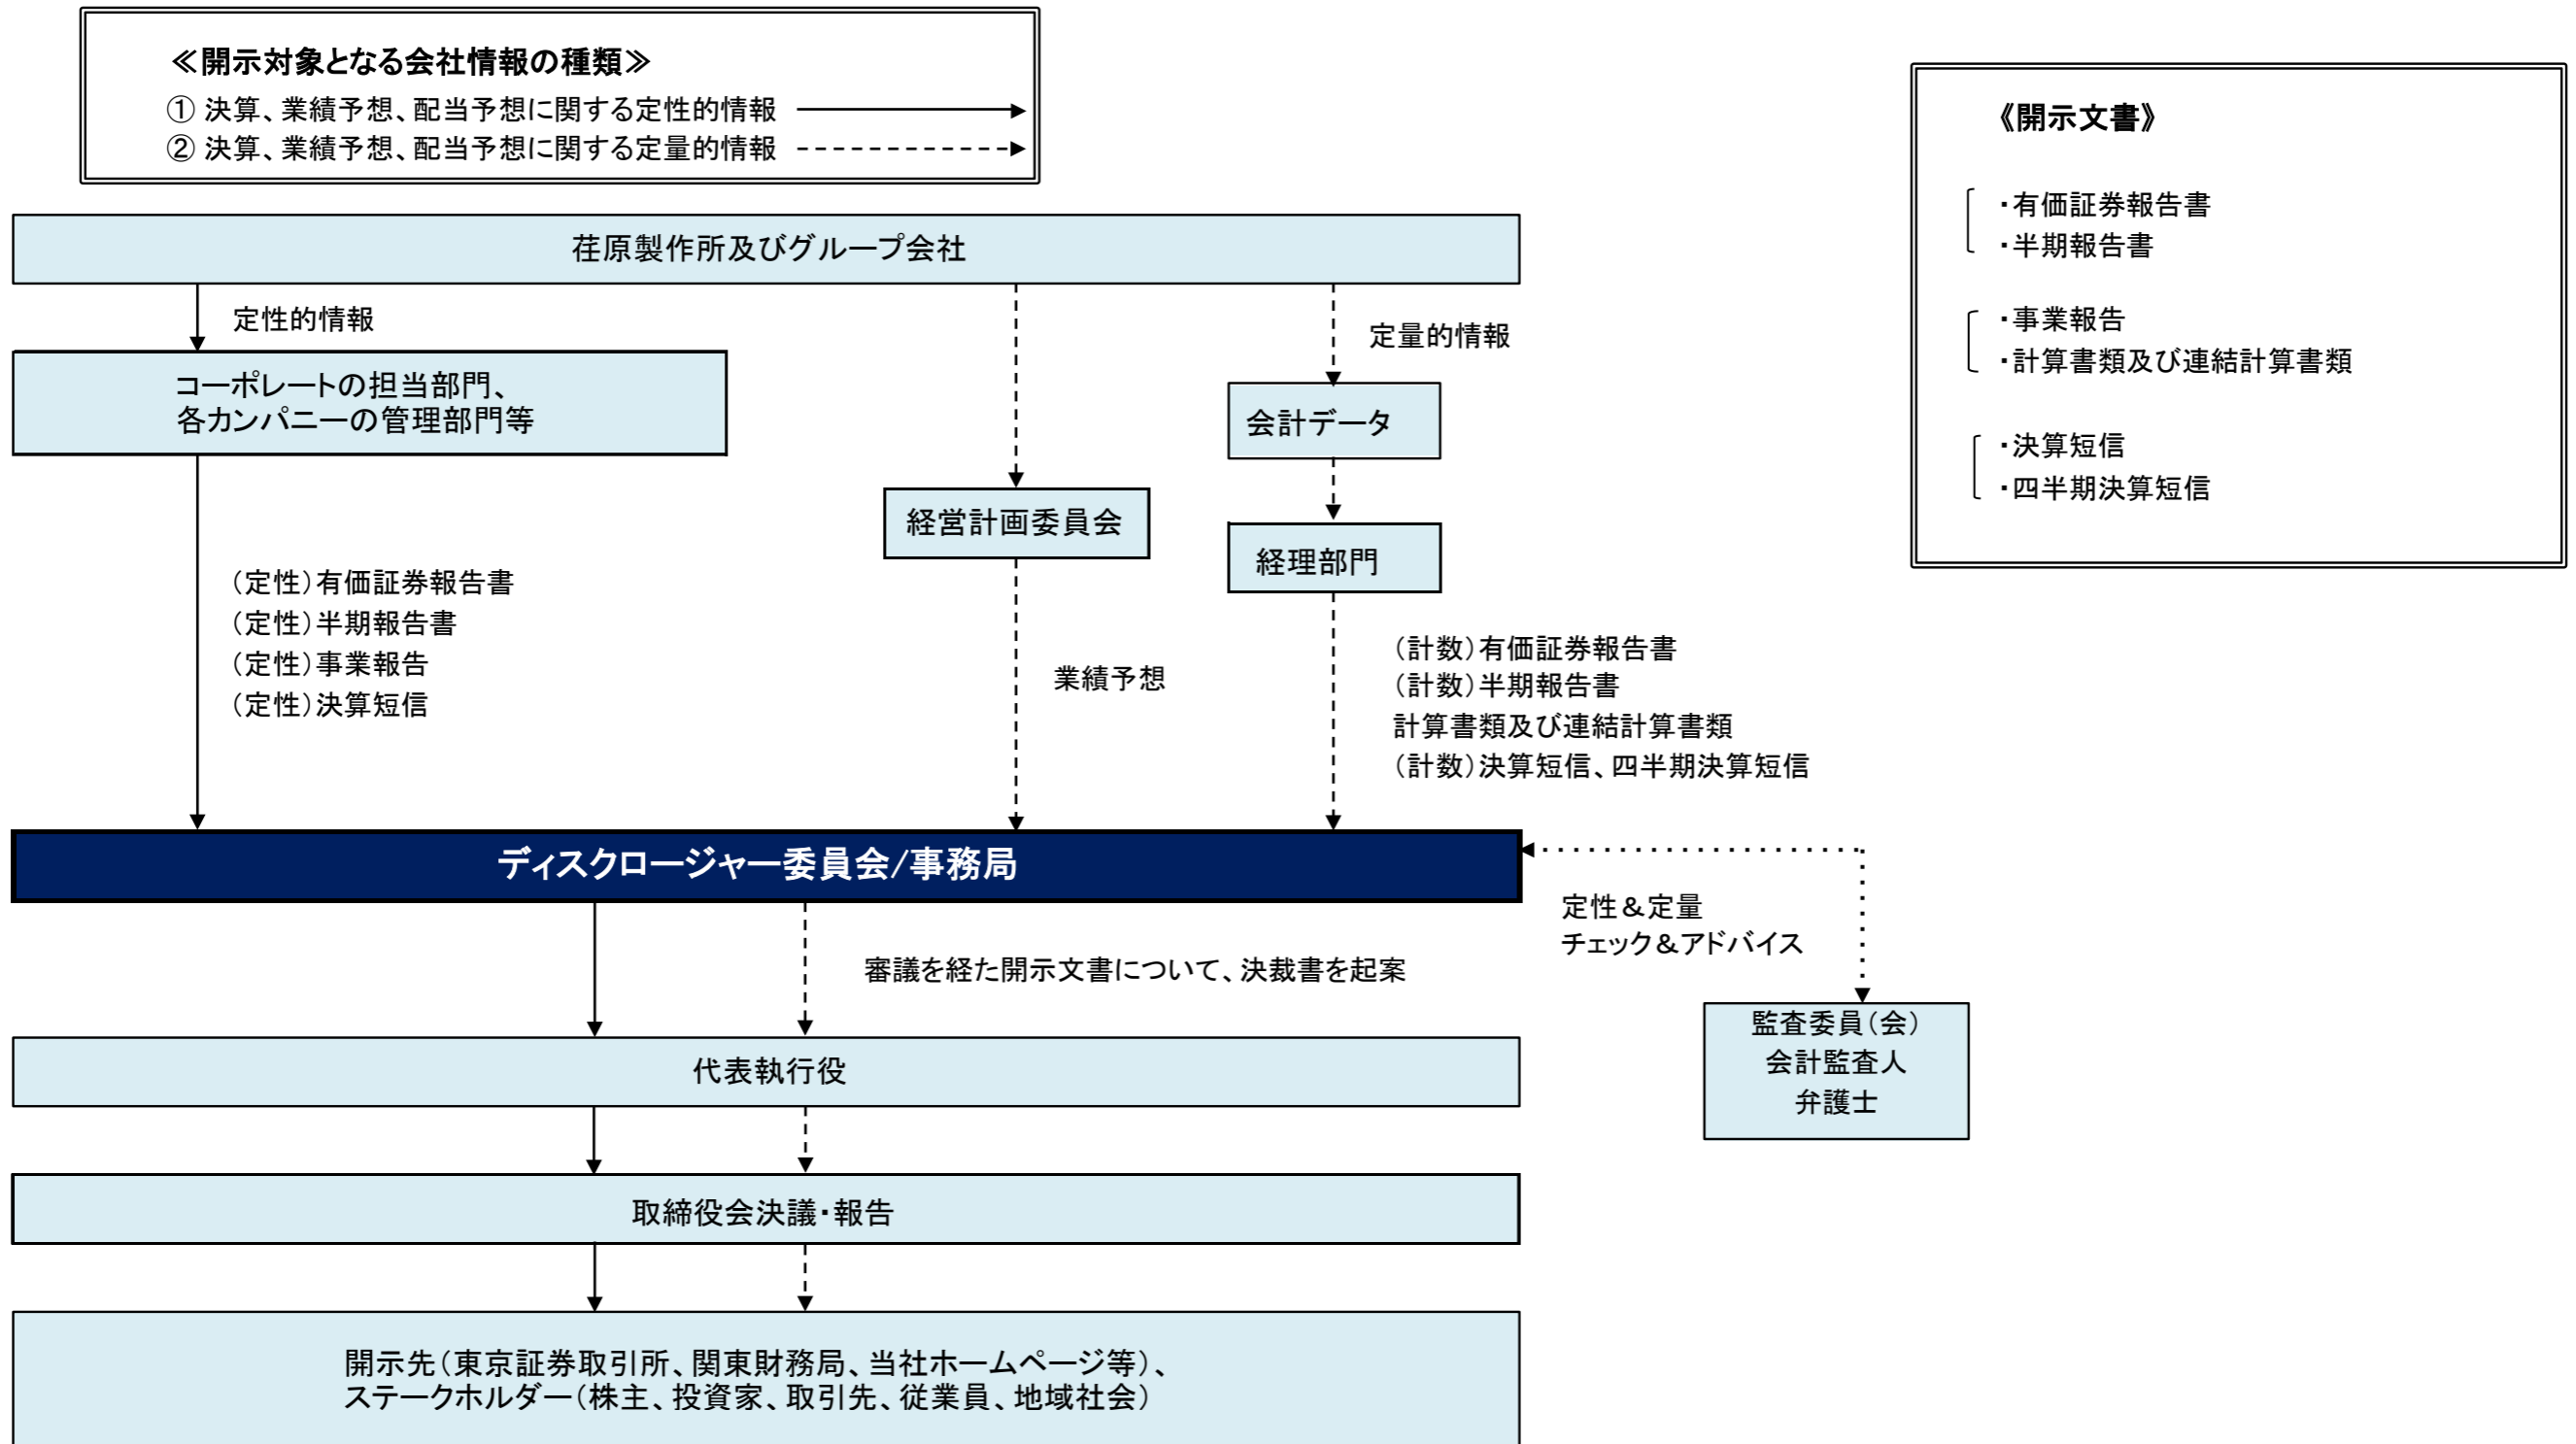 ≪開示対象となる会社情報の種類≫
① 決算、業績予想、配当予想に関する定性的情報
② 決算、業績予想、配当予想に関する定量的情報
《開示文書》
・有価証券報告書
・半期報告書
・事業報告
・計算書類及び連結計算書類
・決算短信
・四半期決算短信
荏原製作所及びグループ会社
定性的情報
定量的情報
コーポレートの担当部門、
各カンパニーの管理部門等
会計データ
経営計画委員会
経理部門
（定性）有価証券報告書
（定性）半期報告書
（定性）事業報告
（定性）決算短信
業績予想
（計数）有価証券報告書
（計数）半期報告書
計算書類及び連結計算書類
（計数）決算短信、四半期決算短信
ディスクロージャー委員会/事務局
定性＆定量
チェック＆アドバイス
審議を経た開示文書について、決裁書を起案
監査委員（会）
会計監査人
弁護士
代表執行役
取締役会決議・報告
開示先（東京証券取引所、関東財務局、当社ホームページ等）、
ステークホルダー（株主、投資家、取引先、従業員、地域社会）